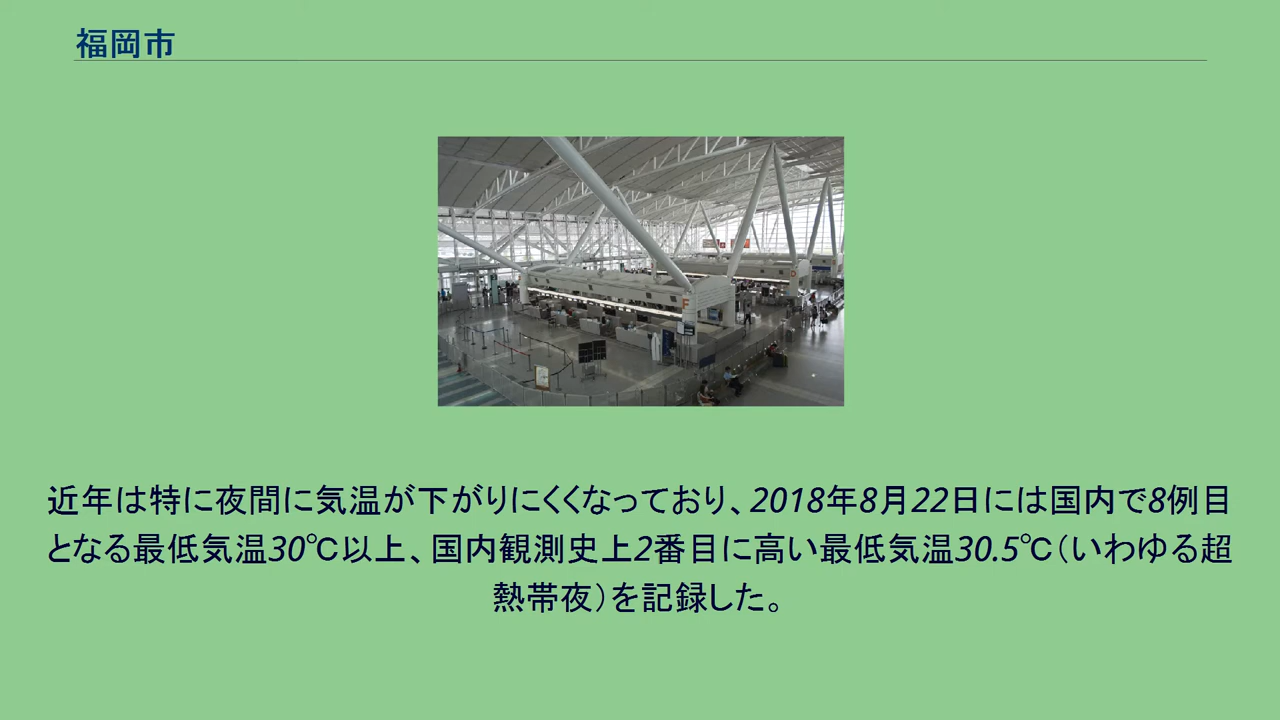 福岡市
F
D
近年は特に夜間に気温が下がりにくくなっており、2018年8月22日には国内で8例目
となる最低気温30℃以上、国内観測史上2番目に高い最低気温30.5℃（いわゆる超
熱帯夜）を記録した。